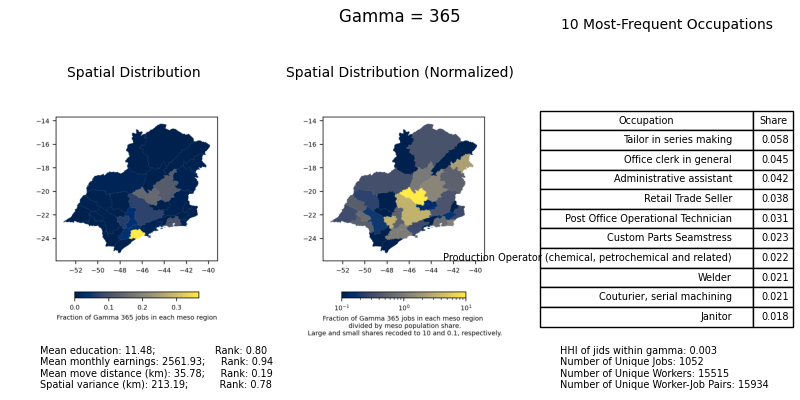 Gamma = 365
10 Most-Frequent Occupations
Spatial Distribution
Spatial Distribution (Normalized)
−14
−16
−18
−20
−22
−24
−52 −50 −48 −46 −44 −42 −40
0.0 0.1 0.2 0.3
Fraction of Gamma 365 jobs in each meso region
−14
−16
−18
−20
−22
−24
−52 −50 −48 −46 −44 −42 −40
10⁻¹ 10⁰ 10¹
Fraction of Gamma 365 jobs in each meso region
divided by meso population share.
Large and small shares recoded to 10 and 0.1, respectively.
Occupation Share
Tailor in series making 0.058
Office clerk in general 0.045
Administrative assistant 0.042
Retail Trade Seller 0.038
Post Office Operational Technician 0.031
Custom Parts Seamstress 0.023
Production Operator (chemical, petrochemical and related) 0.022
Welder 0.021
Couturier, serial machining 0.021
Janitor 0.018
Mean education: 11.48; Rank: 0.80
Mean monthly earnings: 2561.93; Rank: 0.94
Mean move distance (km): 35.78; Rank: 0.19
Spatial variance (km): 213.19; Rank: 0.78
HHI of jids within gamma: 0.003
Number of Unique Jobs: 1052
Number of Unique Workers: 15515
Number of Unique Worker-Job Pairs: 15934